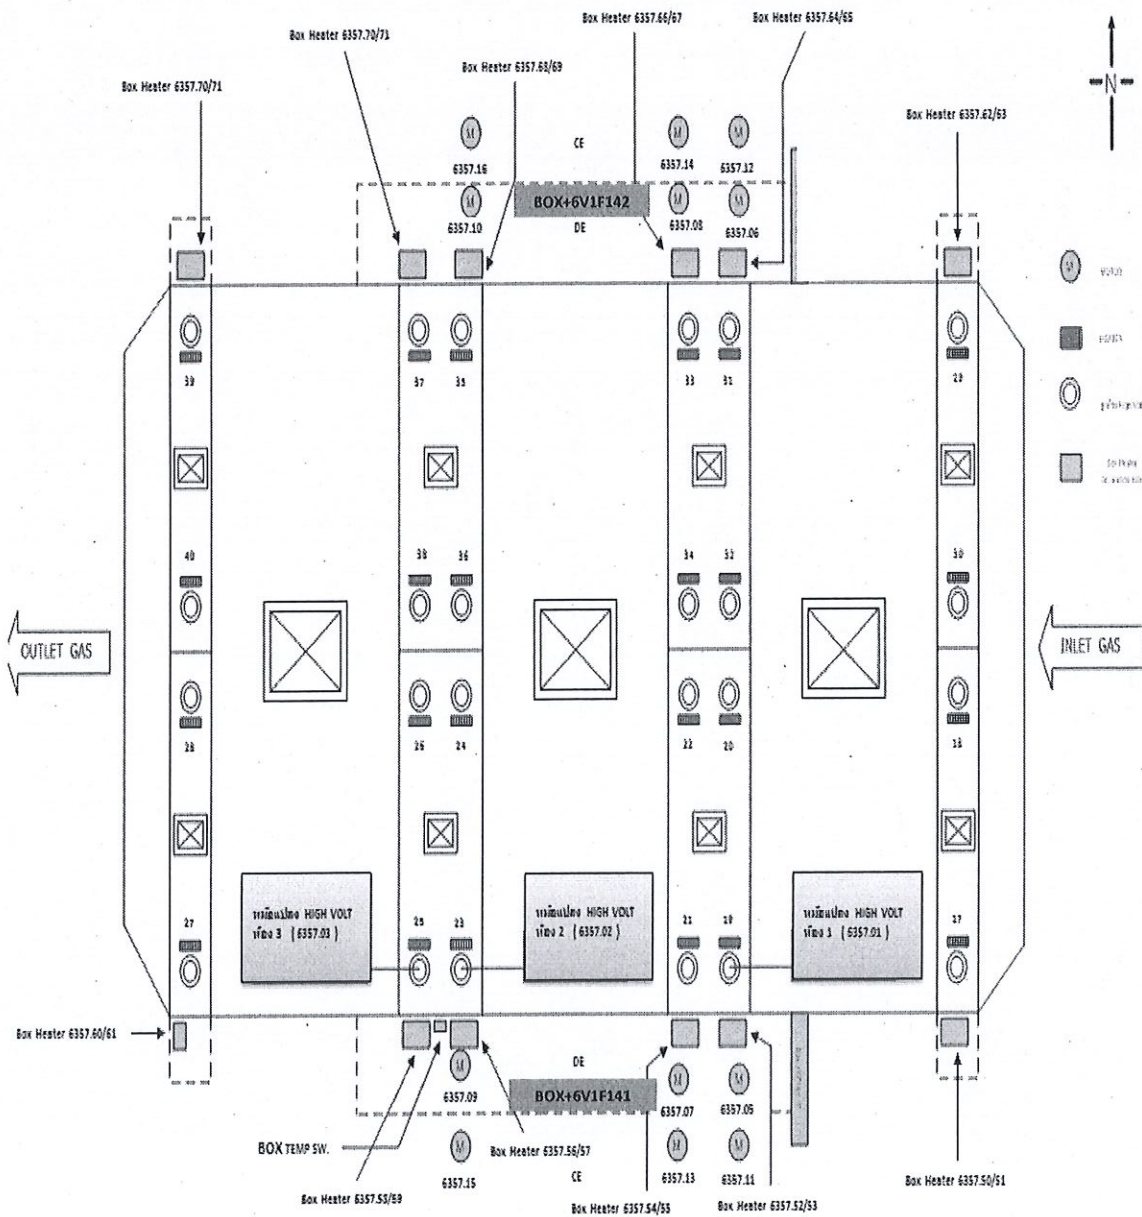 Box Heater 6357.66/67
Box Heater 6357.64/65
Box Heater 6357.70/71
Box Heater 6357.68/69
Box Heater 6357.70/71
Box Heater 6357.62/63
N
M
M
M
CE
6357.16
6357.14
6357.12
M
BOX+6V1F142
M
M
6357.10
DE
6357.08
6357.06
M
39
37
35
33
31
29
40
38
36
34
32
30
OUTLET GAS
INLET GAS
28
26
24
22
20
18
27
25
23
21
19
17
หม้อแปลง HIGH VOLT
ห้อง 3 ( 6357.03 )
หม้อแปลง HIGH VOLT
ห้อง 2 ( 6357.02 )
หม้อแปลง HIGH VOLT
ห้อง 1 ( 6357.01 )
Box Heater 6357.60/61
M
DE
M
M
6357.09
BOX+6V1F141
6357.07
6357.05
BOX TEMP SW.
M
Box Heater 6357.56/57
M
M
6357.15
CE
6357.13
6357.11
Box Heater 6357.50/51
Box Heater 6357.54/55
Box Heater 6357.52/53